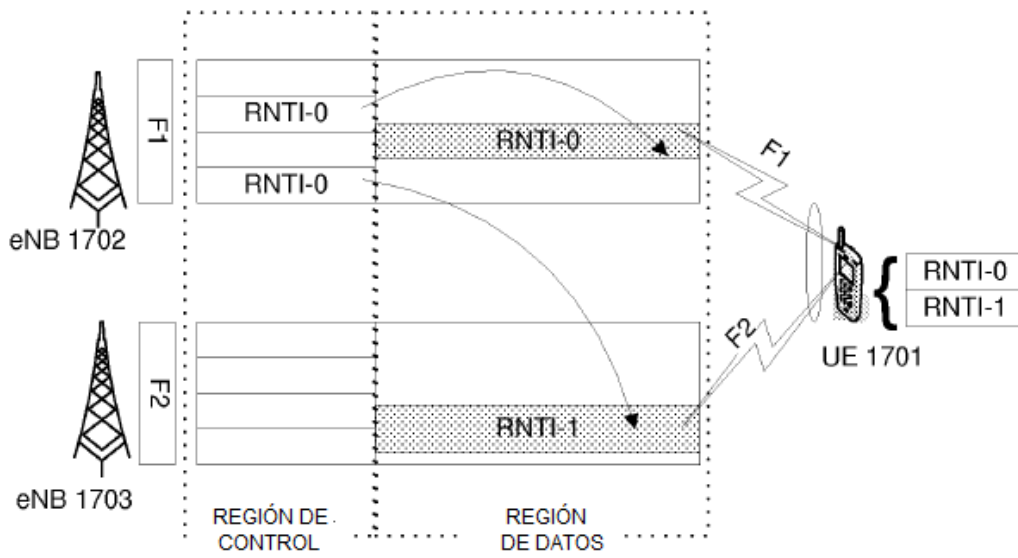 F1
RNTI-0
RNTI-0
RNTI-0
F1
eNB 1702
RNTI-0
RNTI-1
F2
UE 1701
F2
RNTI-1
eNB 1703
REGIÓN DE .
CONTROL
REGIÓN
DE DATOS